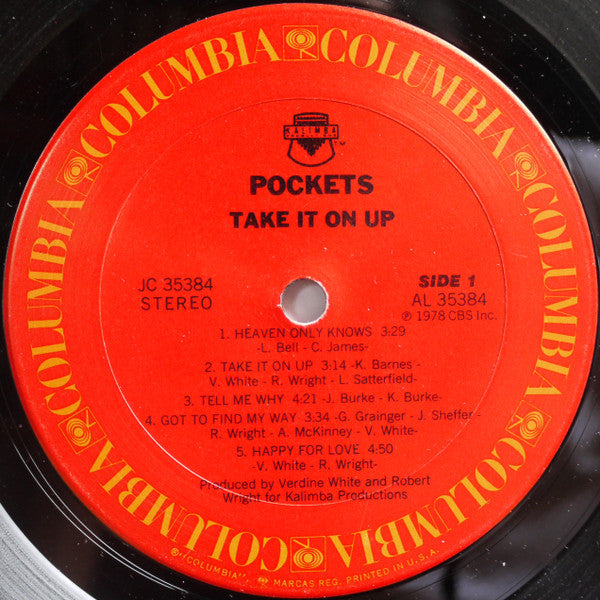 COLUMBIA COLUMBIA COLUMBIA COLUMBIA COLUMBIA COLUMBIA
KALIMBA
TM
POCKETS
TAKE IT ON UP
JC 35384
STEREO
SIDE 1
AL 35384
℗ 1978 CBS Inc.
1. HEAVEN ONLY KNOWS 3:29
-L. Bell - C. James-
2. TAKE IT ON UP 3:14 -K. Barnes -
V. White - R. Wright - L. Satterfield-
3. TELL ME WHY 4:21 -J. Burke - K. Burke-
4. GOT TO FIND MY WAY 3:34 -G. Grainger - J. Sheffer -
R. Wright - A. McKinney - V. White-
5. HAPPY FOR LOVE 4:50
-V. White - R. Wright-
Produced by Verdine White and Robert
Wright for Kalimba Productions
® "COLUMBIA", MARCAS REG. PRINTED IN U.S.A.